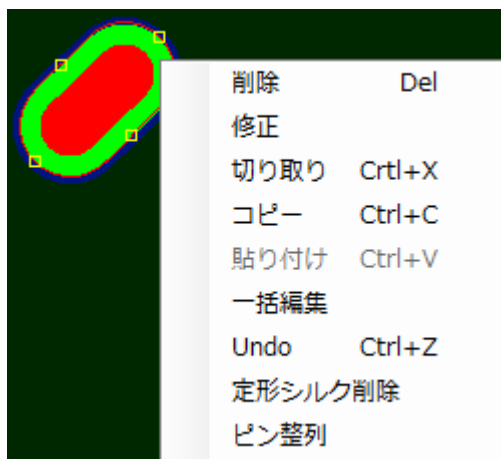 削除 Del
修正
切り取り Crtl+X
コピー Ctrl+C
貼り付け Ctrl+V
一括編集
Undo Ctrl+Z
定形シルク削除
ピン整列